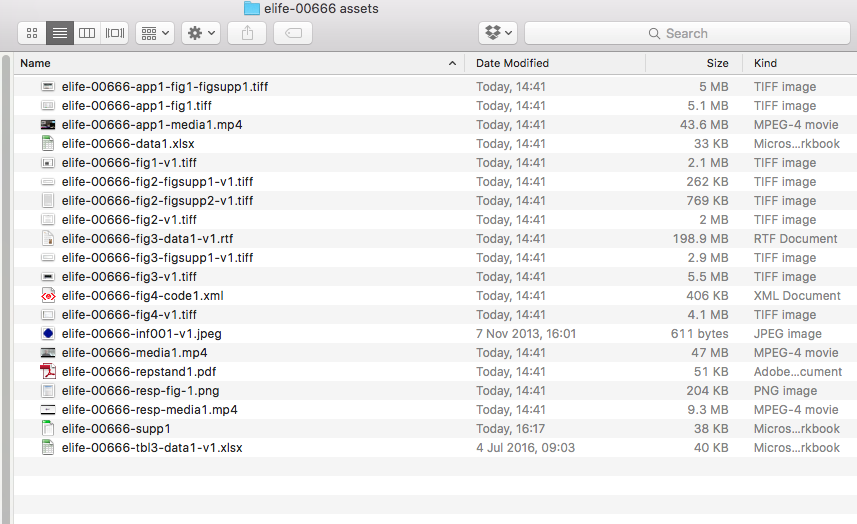 elife-00666 assets
Search
Name Date Modified Size Kind
elife-00666-app1-fig1-figsupp1.tiff Today, 14:41 5 MB TIFF image
elife-00666-app1-fig1.tiff Today, 14:41 5.1 MB TIFF image
elife-00666-app1-media1.mp4 Today, 14:41 43.6 MB MPEG-4 movie
elife-00666-data1.xlsx Today, 14:41 33 KB Micros...rkbook
elife-00666-fig1-v1.tiff Today, 14:41 2.1 MB TIFF image
elife-00666-fig2-figsupp1-v1.tiff Today, 14:41 262 KB TIFF image
elife-00666-fig2-figsupp2-v1.tiff Today, 14:41 769 KB TIFF image
elife-00666-fig2-v1.tiff Today, 14:41 2 MB TIFF image
elife-00666-fig3-data1-v1.rtf Today, 14:41 198.9 MB RTF Document
elife-00666-fig3-figsupp1-v1.tiff Today, 14:41 2.9 MB TIFF image
elife-00666-fig3-v1.tiff Today, 14:41 5.5 MB TIFF image
elife-00666-fig4-code1.xml Today, 14:41 406 KB XML Document
elife-00666-fig4-v1.tiff Today, 14:41 4.1 MB TIFF image
elife-00666-inf001-v1.jpeg 7 Nov 2013, 16:01 611 bytes JPEG image
elife-00666-media1.mp4 Today, 14:41 47 MB MPEG-4 movie
elife-00666-repstand1.pdf Today, 14:41 51 KB Adobe...cument
elife-00666-resp-fig-1.png Today, 14:41 204 KB PNG image
elife-00666-resp-media1.mp4 Today, 14:41 9.3 MB MPEG-4 movie
elife-00666-supp1 Today, 16:17 38 KB Micros...rkbook
elife-00666-tbl3-data1-v1.xlsx 4 Jul 2016, 09:03 40 KB Micros...rkbook